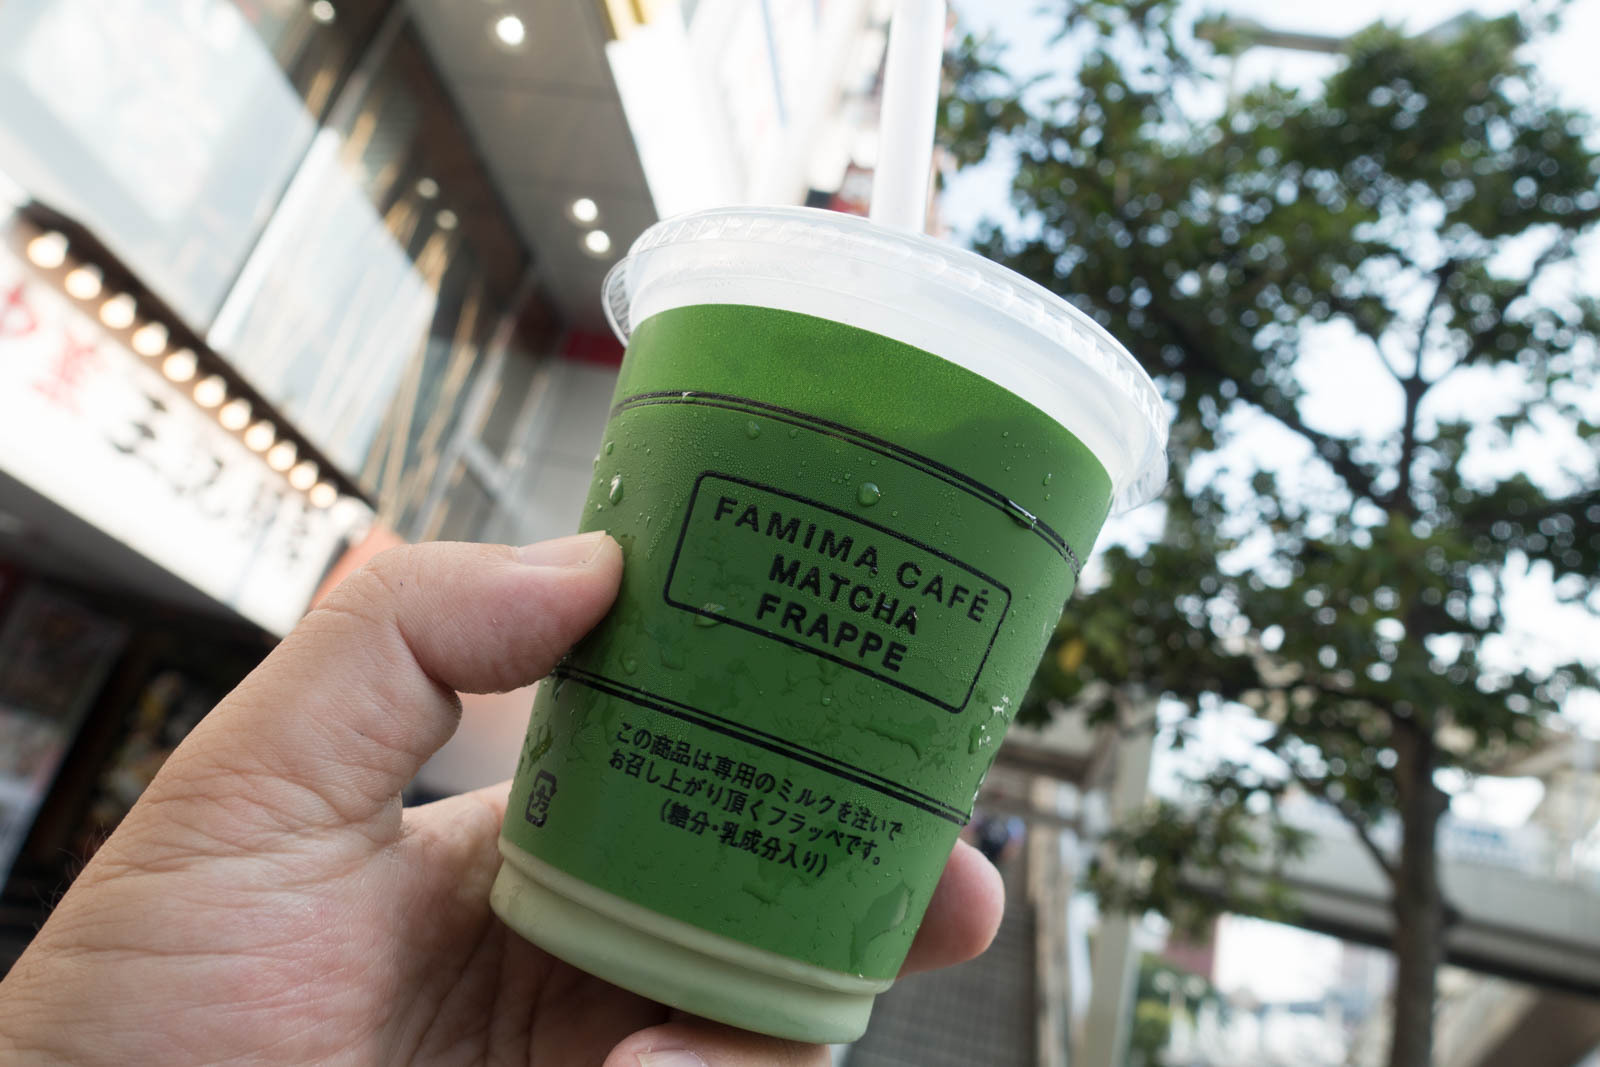 FAMIMA CAFÉ
MATCHA
FRAPPE
この商品は専用のミルクを注いで
お召し上がり頂くフラッペです。
(糖分・乳成分入り)
プラ